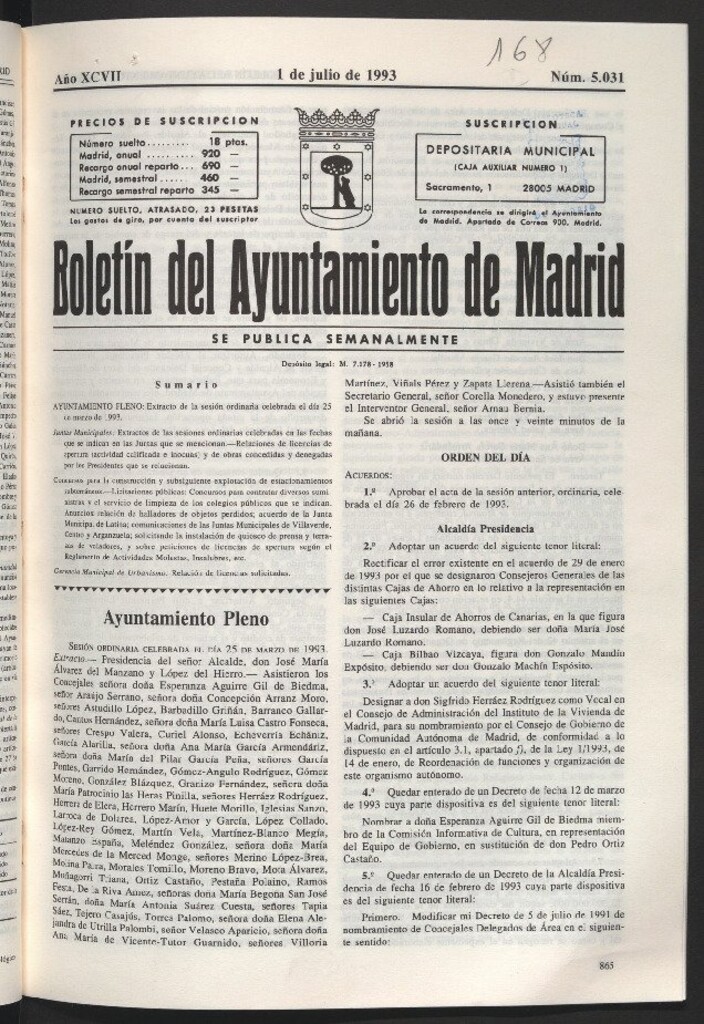 168
Año XCVII
1 de julio de 1993
Núm. 5.031
PRECIOS DE SUSCRIPCION
Número suelto......... 18 ptas.
Madrid, anual ......... 920 —
Recargo anual reparto... 690 —
Madrid, semestral ...... 460 —
Recargo semestral reparto 345 —
NUMERO SUELTO, ATRASADO, 23 PESETAS
Los gastos de giro, por cuenta del suscriptor
SUSCRIPCION
DEPOSITARIA MUNICIPAL
(CAJA AUXILIAR NUMERO 1)
Sacramento, 1 28005 MADRID
La correspondencia se dirigirá al Ayuntamiento
de Madrid. Apartado de Correos 900. Madrid.
Boletín del Ayuntamiento de Madrid
SE PUBLICA SEMANALMENTE
Depósito legal: M. 7.178-1958
Sumario
AYUNTAMIENTO PLENO: Extracto de la sesión ordinaria celebrada el día 25
de marzo de 1993.
Juntas Municipales: Extractos de las sesiones ordinarias celebradas en las fechas
que se indican en las Juntas que se mencionan.—Relaciones de licencias de
apertura (actividad calificada e inocuas) y de obras concedidas y denegadas
por los Presidentes que se relacionan.
Concursos para la construcción y subsiguiente explotación de estacionamientos
subterráneos.—Licitaciones públicas: Concursos para contratar diversos sumi-
nistros y el servicio de limpieza de los colegios públicos que se indican.
Anuncios relación de halladores de objetos perdidos; acuerdo de la Junta
Municipal de Latina; comunicaciones de las Juntas Municipales de Villaverde,
Centro y Arganzuela; solicitando la instalación de quiosco de prensa y terra-
zas de veladores, y sobre peticiones de licencias de apertura según el
Reglamento de Actividades Molestas, Insalubres, etc.
Gerencia Municipal de Urbanismo. Relación de licencias solicitadas.
Ayuntamiento Pleno
SESIÓN ORDINARIA CELEBRADA EL DÍA 25 DE MARZO DE 1993.
Extracto.— Presidencia del señor Alcalde, don José María
Álvarez del Manzano y López del Hierro.— Asistieron los
Concejales señora doña Esperanza Aguirre Gil de Biedma,
señor Araújo Serrano, señora doña Concepción Arranz Moro,
señores Astudillo López, Barbadillo Griñán, Barranco Gallar-
do, Cantos Hernández, señora doña María Luisa Castro Fonseca,
señores Crespo Valera, Curiel Alonso, Echeverría Echániz,
García Alarilla, señora doña Ana María García Armendáriz,
señora doña María del Pilar García Peña, señores García
Pontes, Garrido Hernández, Gómez-Angulo Rodríguez, Gómez
Moreno, González Blázquez, Granizo Fernández, señora doña
María Patrocinio las Heras Pinilla, señores Herráez Rodríguez,
Herrera de Elera, Herrero Marín, Huete Morillo, Iglesias Sanzo,
Larroca de Dolarea, López-Amor y García, López Collado,
López-Rey Gómez, Martín Vela, Martínez-Blanco Megía,
Matanzo España, Meléndez González, señora doña María
Mercedes de la Merced Monge, señores Merino López-Brea,
Molina Parra, Morales Tomillo, Moreno Bravo, Mota Álvarez,
Muñagorri Triana, Ortiz Castaño, Pestaña Polaino, Ramos
Festa, De la Riva Ámez, señoras doña María Begoña San José
Serrán, doña María Antonia Suárez Cuesta, señores Tapia
Sáez, Tejero Casajús, Torres Palomo, señora doña Elena Ale-
jandra de Utrilla Palombi, señor Velasco Aparicio, señora doña
Ana María de Vicente-Tutor Guarnido, señores Villoria
Martínez, Viñals Pérez y Zapata Llerena.—Asistió también el
Secretario General, señor Corella Monedero, y estuvo presente
el Interventor General, señor Arnau Bernia.
Se abrió la sesión a las once y veinte minutos de la
mañana.
ORDEN DEL DÍA
ACUERDOS:
1.º Aprobar el acta de la sesión anterior, ordinaria, cele-
brada el día 26 de febrero de 1993.
Alcaldía Presidencia
2.º Adoptar un acuerdo del siguiente tenor literal:
Rectificar el error existente en el acuerdo de 29 de enero
de 1993 por el que se designaron Consejeros Generales de las
distintas Cajas de Ahorro en lo relativo a la representación en
las siguientes Cajas:
— Caja Insular de Ahorros de Canarias, en la que figura
don José Luzardo Romano, debiendo ser doña María José
Luzardo Romano.
— Caja Bilbao Vizcaya, figura don Gonzalo Mandín
Expósito, debiendo ser don Gonzalo Machín Espósito.
3.º Adoptar un acuerdo del siguiente tenor literal:
Designar a don Sigfrido Herráez Rodríguez como Vocal en
el Consejo de Administración del Instituto de la Vivienda de
Madrid, para su nombramiento por el Consejo de Gobierno de
la Comunidad Autónoma de Madrid, de conformidad a lo
dispuesto en el artículo 3.1, apartado f), de la Ley 1/1993, de
14 de enero, de Reordenación de funciones y organización de
este organismo autónomo.
4.º Quedar enterado de un Decreto de fecha 12 de marzo
de 1993 cuya parte dispositiva es del siguiente tenor literal:
Nombrar a doña Esperanza Aguirre Gil de Biedma miem-
bro de la Comisión Informativa de Cultura, en representación
del Equipo de Gobierno, en sustitución de don Pedro Ortiz
Castaño.
5.º Quedar enterado de un Decreto de la Alcaldía Presi-
dencia de fecha 16 de febrero de 1993 cuya parte dispositiva
es del siguiente tenor literal:
Primero. Modificar mi Decreto de 5 de julio de 1991 de
nombramiento de Concejales Delegados de Área en el siguien-
te sentido:
865